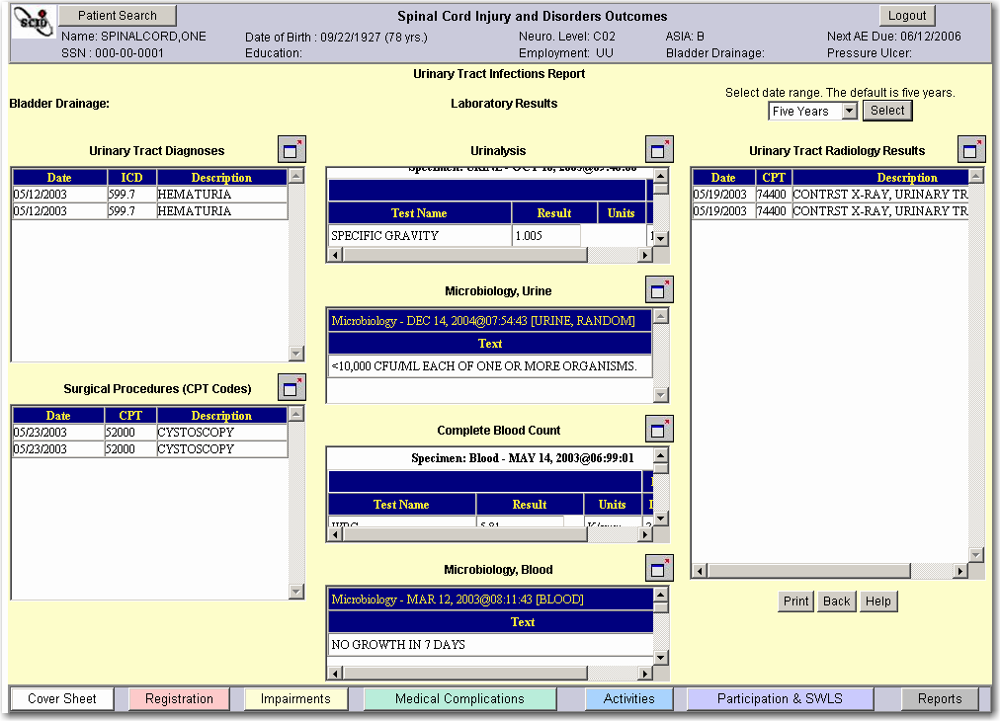 SCID
Patient Search
Spinal Cord Injury and Disorders Outcomes
Logout
Name: SPINALCORD,ONE
Date of Birth : 09/22/1927 (78 yrs.)
Neuro. Level: C02
ASIA: B
Next AE Due: 06/12/2006
SSN : 000-00-0001
Education:
Employment: UU
Bladder Drainage:
Pressure Ulcer:
Urinary Tract Infections Report
Bladder Drainage:
Laboratory Results
Select date range. The default is five years.
Five Years
Select
Urinary Tract Diagnoses
Date ICD Description
05/12/2003 599.7 HEMATURIA
05/12/2003 599.7 HEMATURIA
Surgical Procedures (CPT Codes)
Date CPT Description
05/23/2003 52000 CYSTOSCOPY
05/23/2003 52000 CYSTOSCOPY
Urinalysis
Specimen: URINE - OCT 16, 2003@
Test Name Result Units
SPECIFIC GRAVITY 1.005 1
Microbiology, Urine
Microbiology - DEC 14, 2004@07:54:43 [URINE, RANDOM]
Text
<10,000 CFU/ML EACH OF ONE OR MORE ORGANISMS.
Complete Blood Count
Specimen: Blood - MAY 14, 2003@06:99:01
Test Name Result Units
WBC 5.81
Microbiology, Blood
Microbiology - MAR 12, 2003@08:11:43 [BLOOD]
Text
NO GROWTH IN 7 DAYS
Urinary Tract Radiology Results
Date CPT Description
05/19/2003 74400 CONTRST X-RAY, URINARY TR
05/19/2003 74400 CONTRST X-RAY, URINARY TR
Print
Back
Help
Cover Sheet
Registration
Impairments
Medical Complications
Activities
Participation & SWLS
Reports